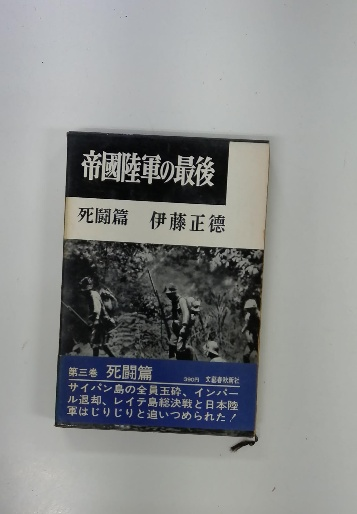 帝國陸軍の最後
死闘篇 伊藤正德
第三巻 死闘篇 390円 文藝春秋新社
サイパン島の全員玉砕、インパー
ル退却、レイテ島総決戦と日本陸
軍はじりじりと追いつめられた！